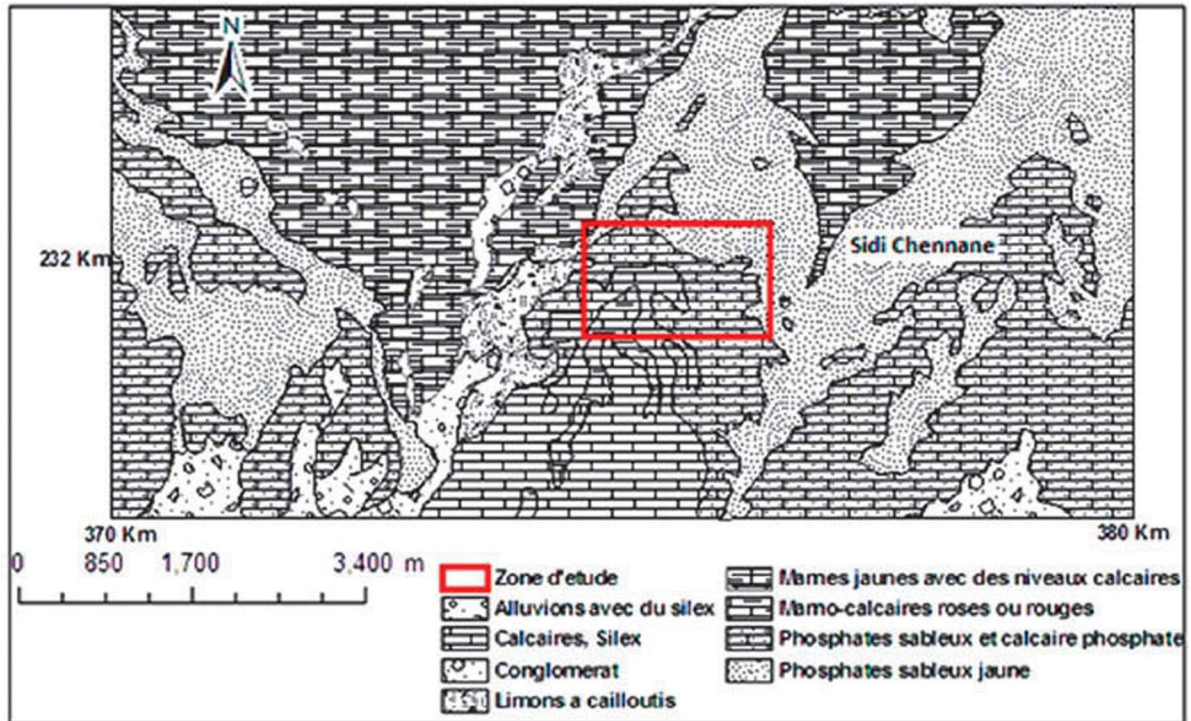 N
Sidi Chennane
232 Km
370 Km
380 Km
0 850 1,700 3,400 m
Zone d'etude
Alluvions avec du silex
Calcaires, Silex
Conglomerat
Limons a cailloutis
Mames jaunes avec des niveaux calcaires
Mamo-calcaires roses ou rouges
Phosphates sableux et calcaire phosphate
Phosphates sableux jaune